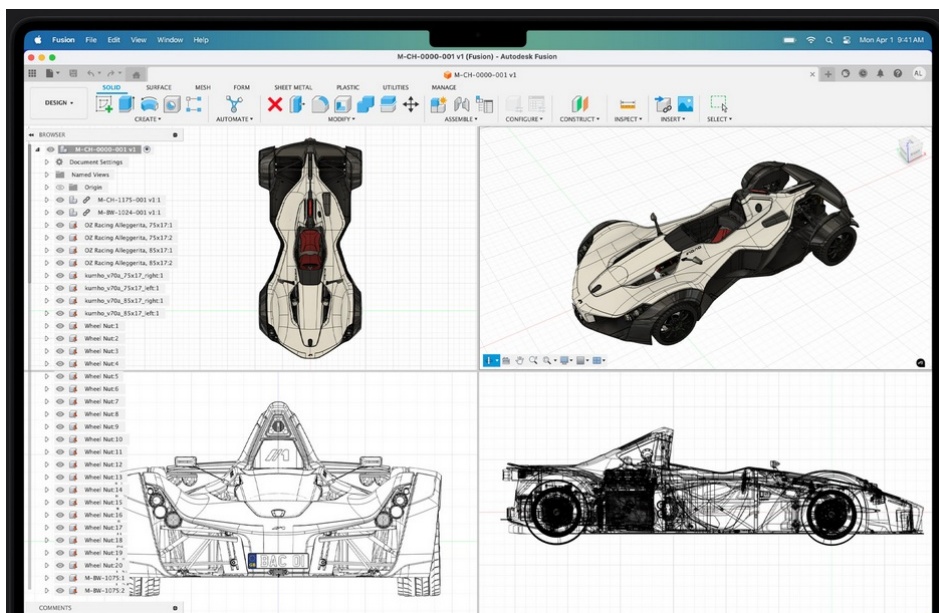 Fusion File Edit View Window Help Mon Apr 1 9:41AM
M-CH-0000-001 v1 (Fusion) - Autodesk Fusion
M-CH-0000-001 v1 AL
SOLID SURFACE MESH FORM SHEET METAL PLASTIC UTILITIES MANAGE
DESIGN
CREATE AUTOMATE MODIFY ASSEMBLE CONFIGURE CONSTRUCT INSPECT INSERT SELECT
BROWSER
M-CH-0000-001 v1
Document Settings
Named Views
Origin
M-CH-1175-001 v1:1
M-BW-1024-001 v1:1
OZ Racing Alleggerita, 75x17:1
OZ Racing Alleggerita, 75x17:2
OZ Racing Alleggerita, 85x17:1
OZ Racing Alleggerita, 85x17:2
kumho_v70a_75x17_right:1
kumho_v70a_75x17_left:1
kumho_v70a_85x17_right:1
kumho_v70a_85x17_left:1
Wheel Nut:1
Wheel Nut:2
Wheel Nut:3
Wheel Nut:4
Wheel Nut:5
Wheel Nut:6
Wheel Nut:7
Wheel Nut:8
Wheel Nut:9
Wheel Nut:10
Wheel Nut:11
Wheel Nut:12
Wheel Nut:13
Wheel Nut:14
Wheel Nut:15
Wheel Nut:16
Wheel Nut:17
Wheel Nut:18
Wheel Nut:19
Wheel Nut:20
M-BW-1075:1
M-BW-1075:2
BAC
COMMENTS